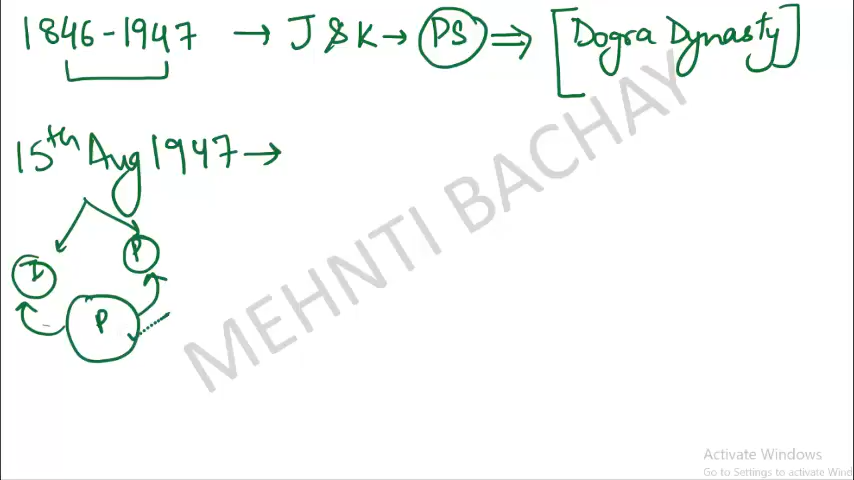 1846-1947 → J & K → PS ⇒ [Dogra Dynasty]
15th Aug 1947 →
I P
P
MEHNTI BACHAY
Activate Windows
Go to Settings to activate Wind